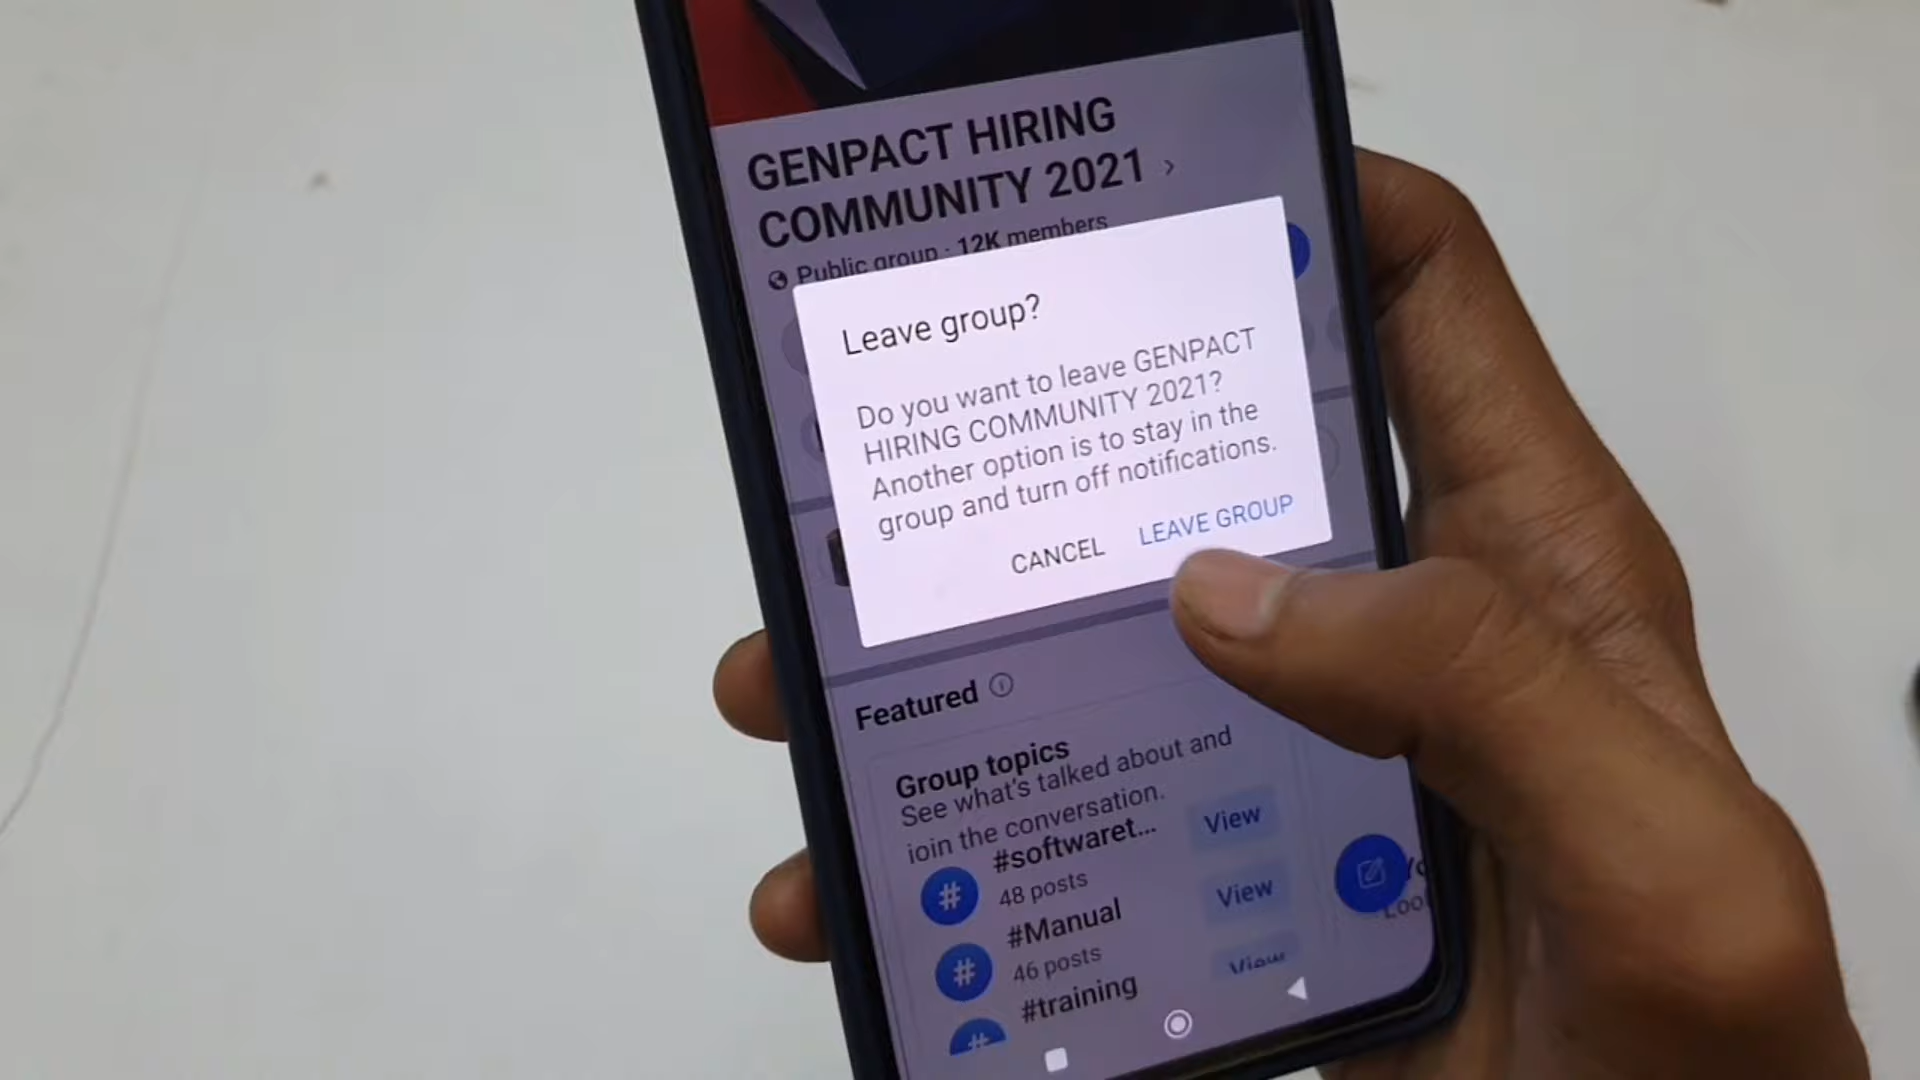 GENPACT HIRING
COMMUNITY 2021 >
Public group · 12K members
Leave group?
Do you want to leave GENPACT
HIRING COMMUNITY 2021?
Another option is to stay in the
group and turn off notifications.
CANCEL LEAVE GROUP
Featured
Group topics
See what's talked about and
join the conversation.
#softwaret... View
48 posts
#Manual View
46 posts
#training View